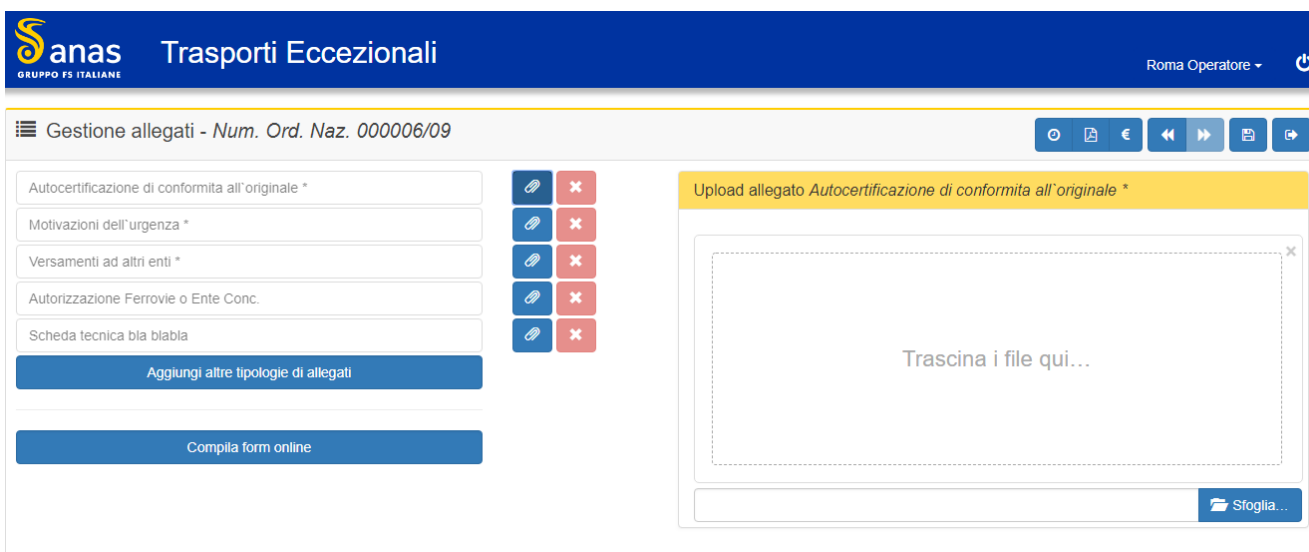 anas
GRUPPO FS ITALIANE
Trasporti Eccezionali
Roma Operatore
Gestione allegati - Num. Ord. Naz. 000006/09
€
Autocertificazione di conformita all`originale *
Motivazioni dell`urgenza *
Versamenti ad altri enti *
Autorizzazione Ferrovie o Ente Conc.
Scheda tecnica bla blabla
Aggiungi altre tipologie di allegati
Compila form online
Upload allegato Autocertificazione di conformita all`originale *
Trascina i file qui…
Sfoglia…